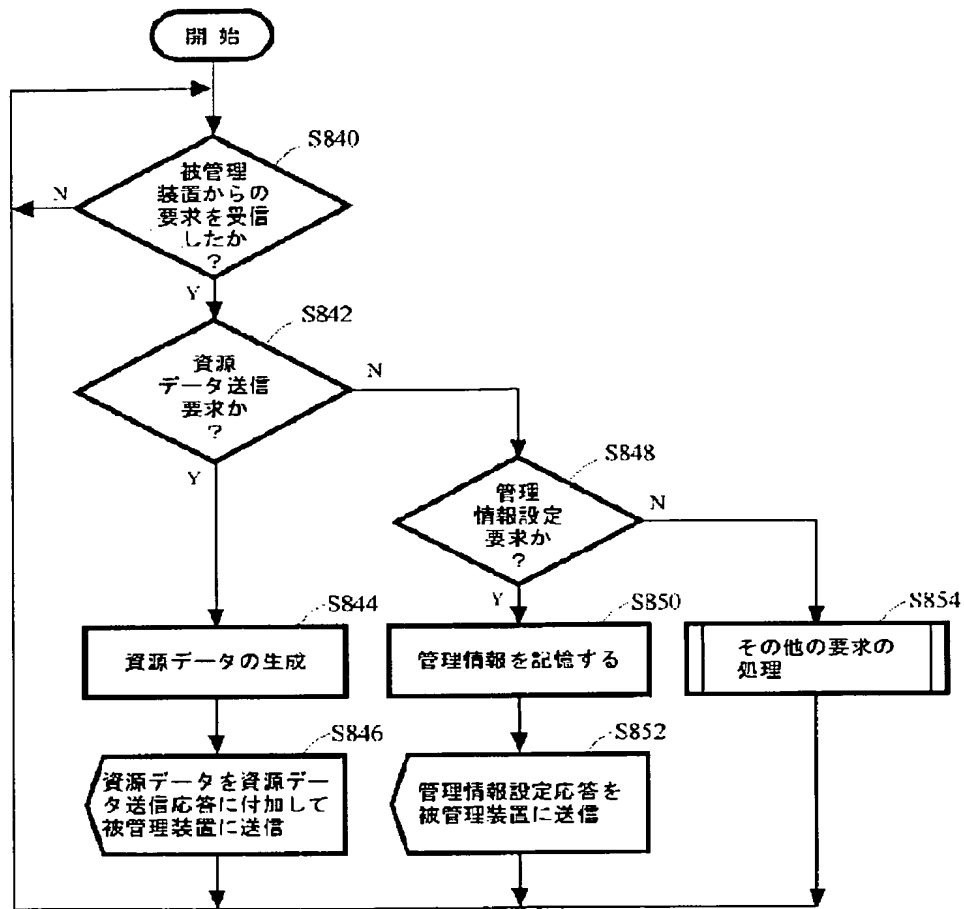 開始
S840
被管理
装置からの
要求を受信
したか
?
N
Y
S842
資源
データ送信
要求か
?
N
Y
S848
管理
情報設定
要求か
?
N
Y
S844
資源データの生成
S850
管理情報を記憶する
S854
その他の要求の
処理
S846
資源データを資源デー
タ送信応答に付加して
被管理装置に送信
S852
管理情報設定応答を
被管理装置に送信